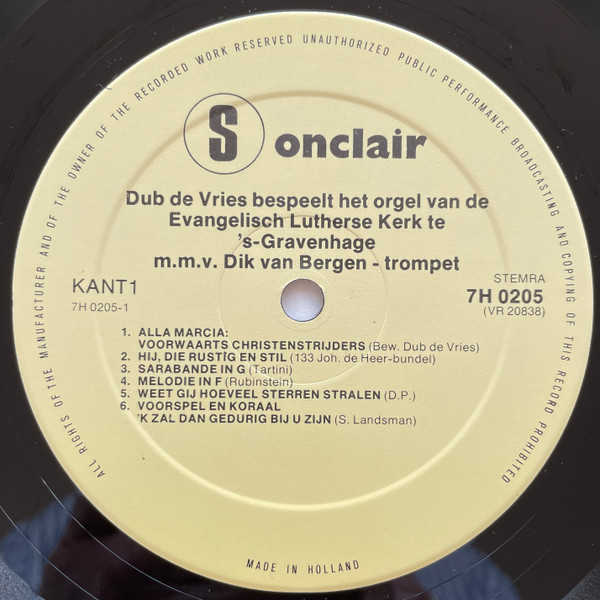 ALL RIGHTS OF THE MANUFACTURER AND OF THE OWNER OF THE RECORDED WORK RESERVED UNAUTHORIZED PUBLIC PERFORMANCE BROADCASTING AND COPYING OF THIS RECORD PROHIBITED
Sonclair
Dub de Vries bespeelt het orgel van de
Evangelisch Lutherse Kerk te
's-Gravenhage
m.m.v. Dik van Bergen - trompet
KANT1
7H 0205-1
STEMRA
7H 0205
(VR 20838)
1. ALLA MARCIA:
VOORWAARTS CHRISTENSTRIJDERS (Bew. Dub de Vries)
2. HIJ, DIE RUSTIG EN STIL (133 Joh. de Heer-bundel)
3. SARABANDE IN G (Tartini)
4. MELODIE IN F (Rubinstein)
5. WEET GIJ HOEVEEL STERREN STRALEN (D.P.)
6. VOORSPEL EN KORAAL
'K ZAL DAN GEDURIG BIJ U ZIJN (S. Landsman)
MADE IN HOLLAND